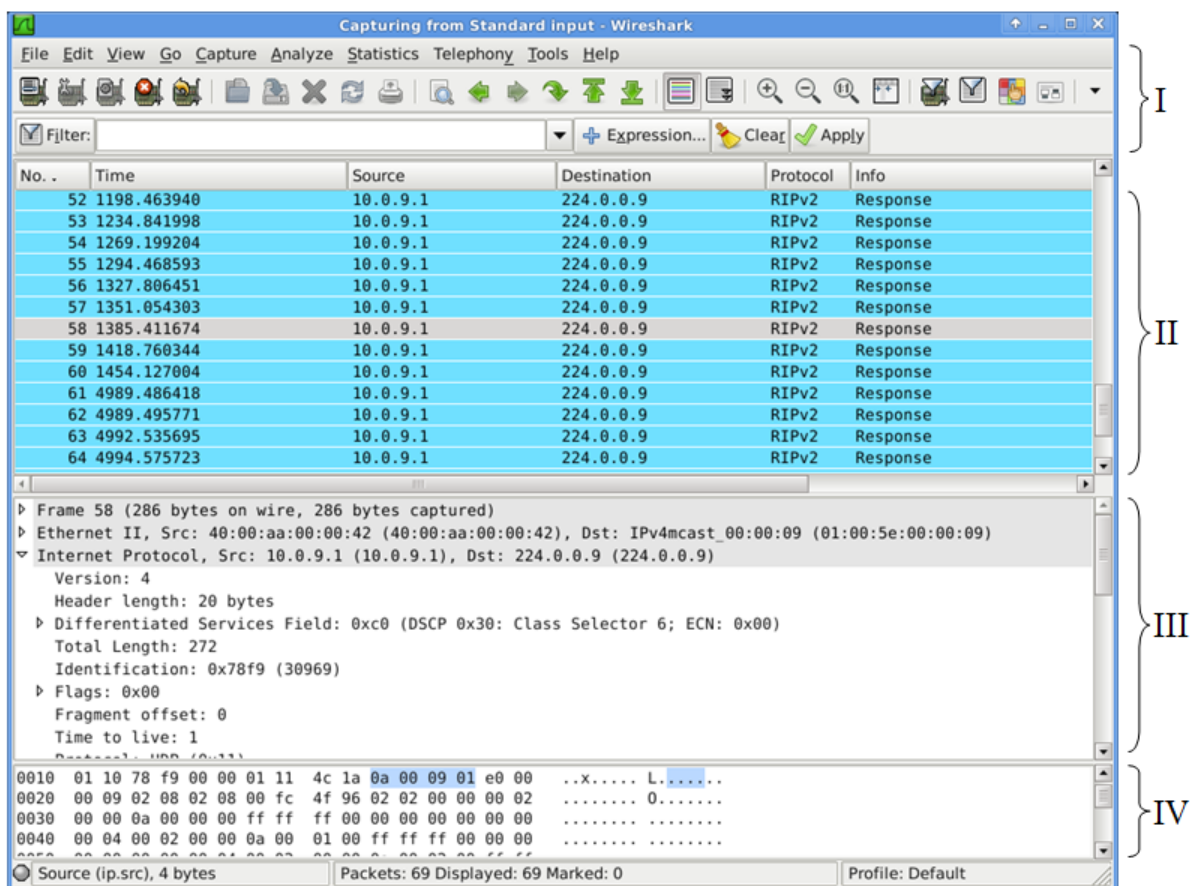 Capturing from Standard input - Wireshark
File Edit View Go Capture Analyze Statistics Telephony Tools Help
I
Filter: Expression... Clear Apply
No. . Time Source Destination Protocol Info
52 1198.463940 10.0.9.1 224.0.0.9 RIPv2 Response
53 1234.841998 10.0.9.1 224.0.0.9 RIPv2 Response
54 1269.199204 10.0.9.1 224.0.0.9 RIPv2 Response
55 1294.468593 10.0.9.1 224.0.0.9 RIPv2 Response
56 1327.806451 10.0.9.1 224.0.0.9 RIPv2 Response
57 1351.054303 10.0.9.1 224.0.0.9 RIPv2 Response
58 1385.411674 10.0.9.1 224.0.0.9 RIPv2 Response
II
59 1418.760344 10.0.9.1 224.0.0.9 RIPv2 Response
60 1454.127004 10.0.9.1 224.0.0.9 RIPv2 Response
61 4989.486418 10.0.9.1 224.0.0.9 RIPv2 Response
62 4989.495771 10.0.9.1 224.0.0.9 RIPv2 Response
63 4992.535695 10.0.9.1 224.0.0.9 RIPv2 Response
64 4994.575723 10.0.9.1 224.0.0.9 RIPv2 Response
Frame 58 (286 bytes on wire, 286 bytes captured)
Ethernet II, Src: 40:00:aa:00:00:42 (40:00:aa:00:00:42), Dst: IPv4mcast_00:00:09 (01:00:5e:00:00:09)
Internet Protocol, Src: 10.0.9.1 (10.0.9.1), Dst: 224.0.0.9 (224.0.0.9)
Version: 4
Header length: 20 bytes
Differentiated Services Field: 0xc0 (DSCP 0x30: Class Selector 6; ECN: 0x00)
III
Total Length: 272
Identification: 0x78f9 (30969)
Flags: 0x00
Fragment offset: 0
Time to live: 1
Protocol: UDP (0x11)
0010 01 10 78 f9 00 00 01 11 4c 1a 0a 00 09 01 e0 00 ..x..... L.......
0020 00 09 02 08 02 08 00 fc 4f 96 02 02 00 00 00 02 ........ O.......
IV
0030 00 00 0a 00 00 00 ff ff ff 00 00 00 00 00 00 00 ........ ........
0040 00 04 00 02 00 00 0a 00 01 00 ff ff ff 00 00 00 ........ ........
Source (ip.src), 4 bytes Packets: 69 Displayed: 69 Marked: 0 Profile: Default